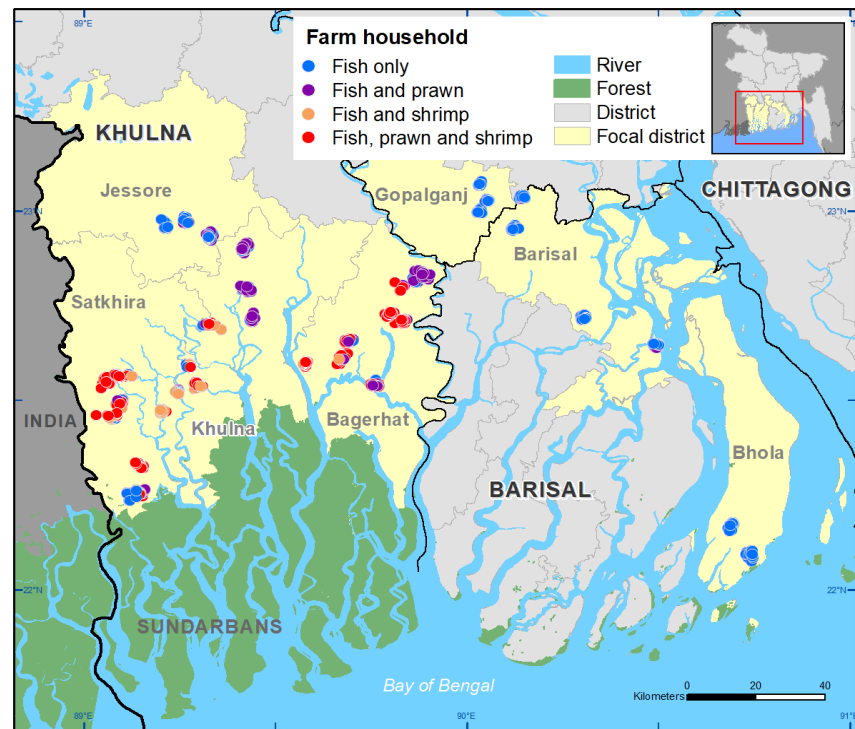 89°E
Farm household
Fish only
Fish and prawn
Fish and shrimp
Fish, prawn and shrimp
River
Forest
District
Focal district
KHULNA
Jessore
Gopalganj
CHITTAGONG
23°N
23°N
Barisal
Satkhira
INDIA
Khulna
Bagerhat
Bhola
BARISAL
22°N
22°N
SUNDARBANS
Bay of Bengal
0 20 40
Kilometers
89°E
90°E
91°E